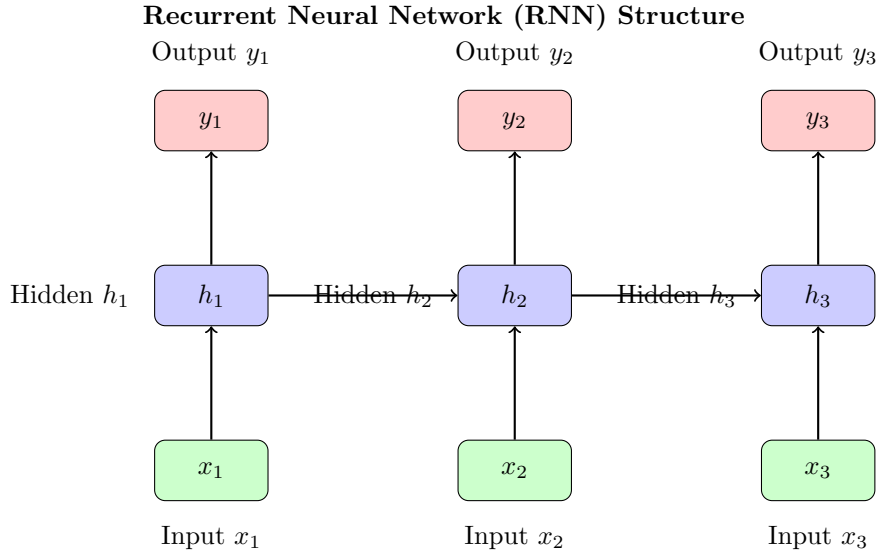 Recurrent Neural Network (RNN) Structure
Output y₁ Output y₂ Output y₃
y₁ y₂ y₃
Hidden h₁ h₁ Hidden h₂ h₂ Hidden h₃ h₃
x₁ x₂ x₃
Input x₁ Input x₂ Input x₃